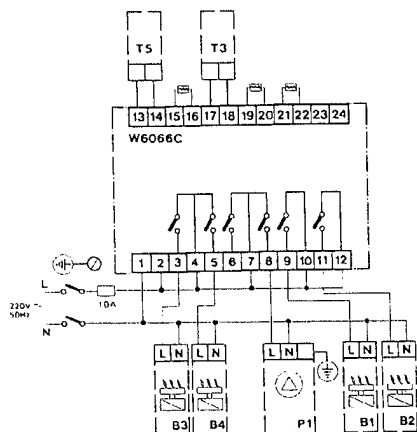 T5 T3
13 14 15 16 17 18 19 20 21 22 23 24
W6066C
1 2 3 4 5 6 7 8 9 10 11 12
L
10A
220V ~
50Hz
N
L N L N L N L N L N
B3 B4 P1 B1 B2